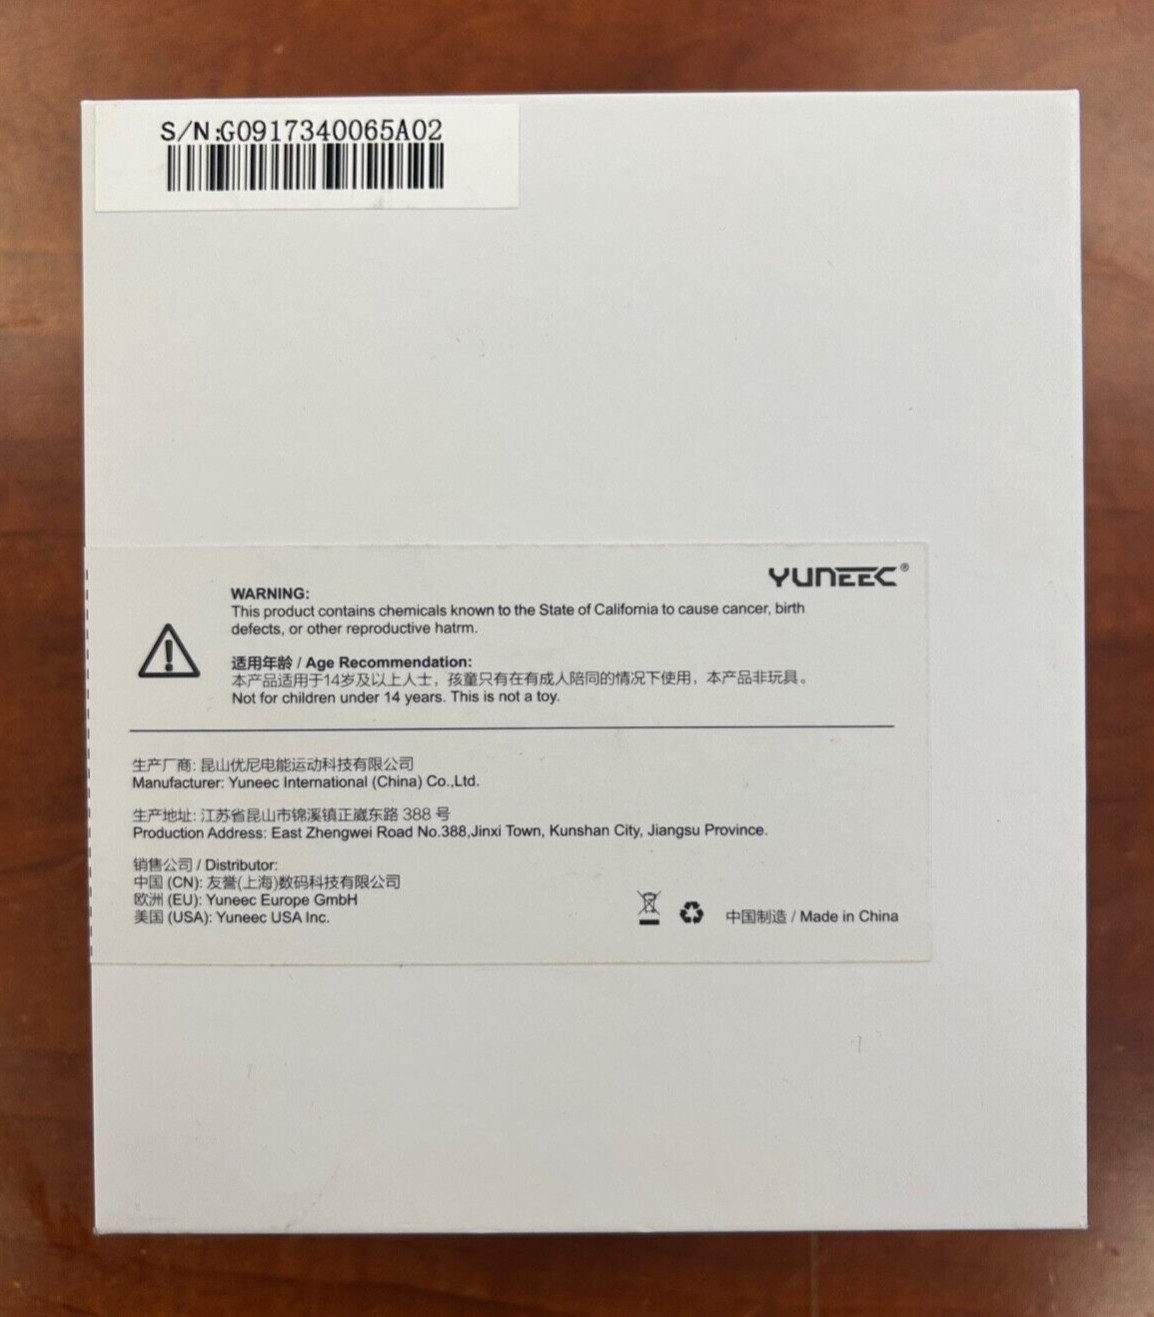 S/N:G0917340065A02
YUNEEC®
WARNING:
This product contains chemicals known to the State of California to cause cancer, birth
defects, or other reproductive hatrm.
适用年龄 / Age Recommendation:
本产品适用于14岁及以上人士，孩童只有在有成人陪同的情况下使用，本产品非玩具。
Not for children under 14 years. This is not a toy.
生产厂商: 昆山优尼电能运动科技有限公司
Manufacturer: Yuneec International (China) Co.,Ltd.
生产地址: 江苏省昆山市锦溪镇正崴东路 388 号
Production Address: East Zhengwei Road No.388,Jinxi Town, Kunshan City, Jiangsu Province.
销售公司 / Distributor:
中国 (CN): 友誉(上海)数码科技有限公司
欧洲 (EU): Yuneec Europe GmbH
美国 (USA): Yuneec USA Inc.
中国制造 / Made in China